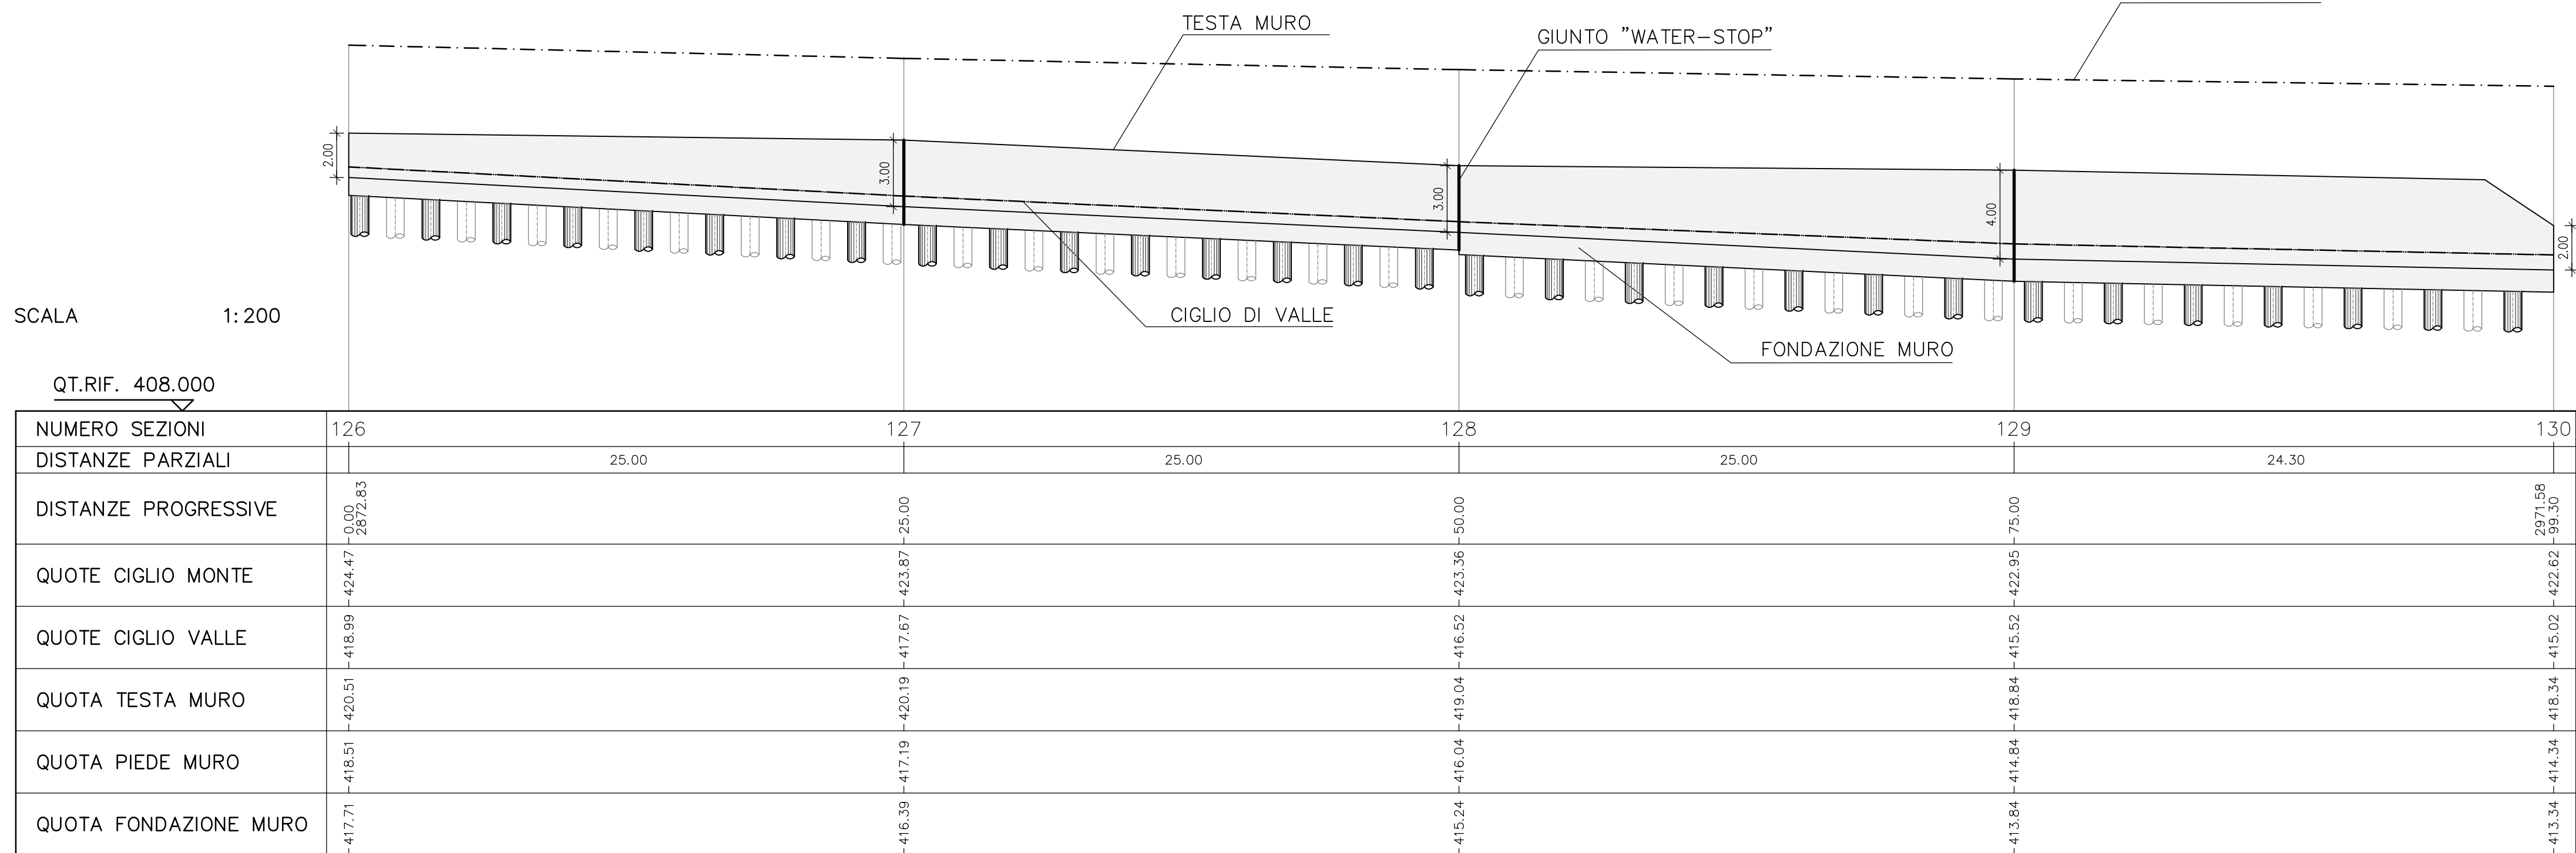 TESTA MURO
GIUNTO "WATER-STOP"
2.00
3.00
3.00
4.00
2.00
CIGLIO DI VALLE
FONDAZIONE MURO
SCALA 1:200
QT.RIF. 408.000
NUMERO SEZIONI 126 127 128 129 130
DISTANZE PARZIALI 25.00 25.00 25.00 24.30
DISTANZE PROGRESSIVE 0.00 2872.83 25.00 50.00 75.00 2971.58 99.30
QUOTE CIGLIO MONTE 424.47 423.87 423.36 422.95 422.62
QUOTE CIGLIO VALLE 418.99 417.67 416.52 415.52 415.02
QUOTA TESTA MURO 420.51 420.19 419.04 418.84 418.34
QUOTA PIEDE MURO 418.51 417.19 416.04 414.84 414.34
QUOTA FONDAZIONE MURO 417.71 416.39 415.24 413.84 413.34